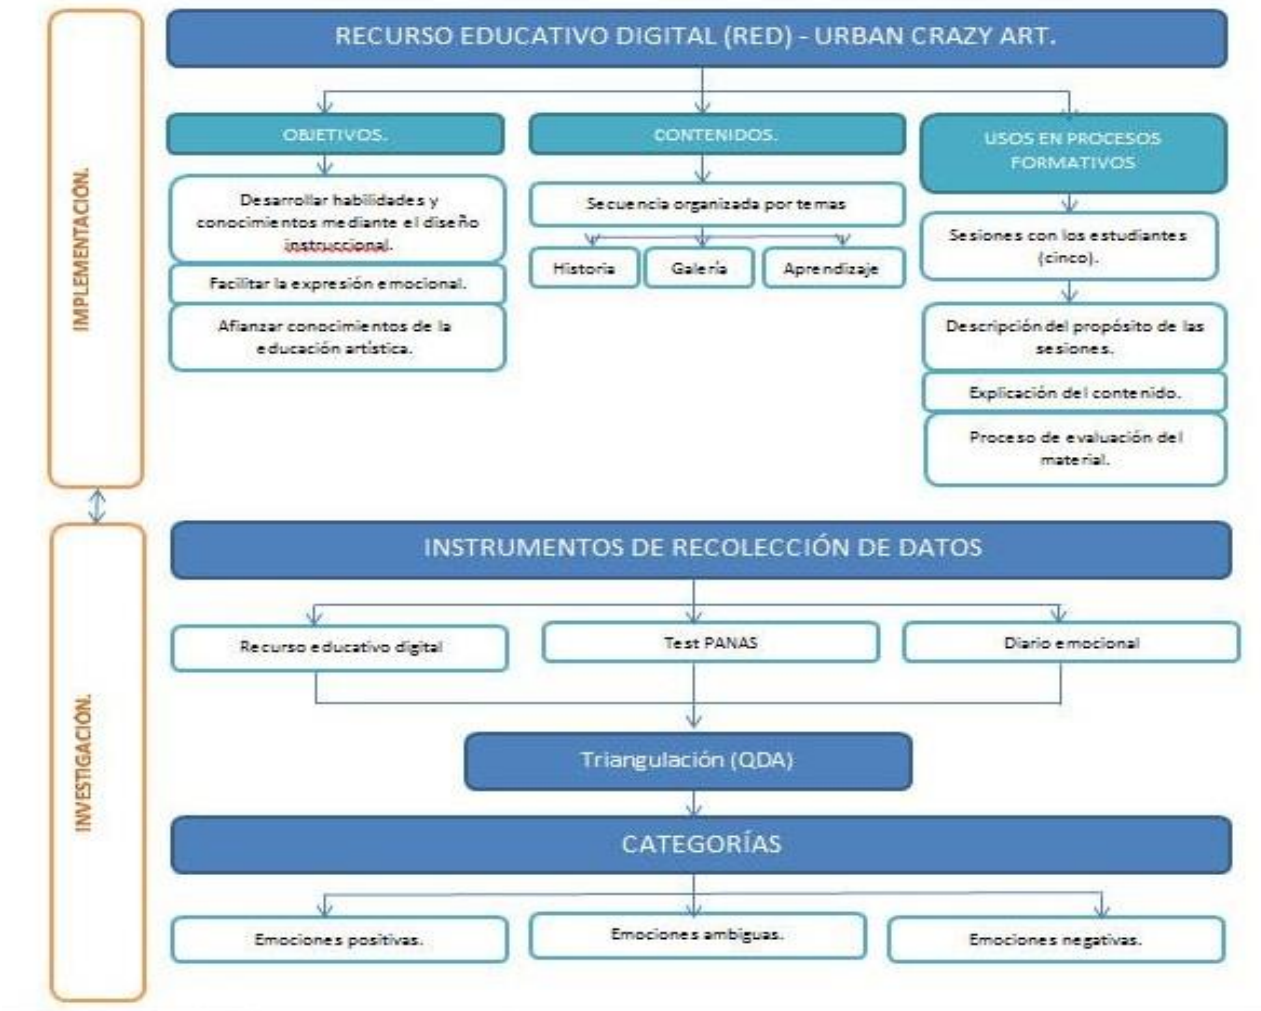 IMPLEMENTACIÓN.
RECURSO EDUCATIVO DIGITAL (RED) - URBAN CRAZY ART.
OBJETIVOS.
Desarrollar habilidades y
conocimientos mediante el diseño
instruccional.
Facilitar la expresión emocional.
Afianzar conocimientos de la
educación artística.
CONTENIDOS.
Secuencia organizada por temas
Historia
Galería
Aprendizaje
USOS EN PROCESOS
FORMATIVOS
Sesiones con los estudiantes
(cinco).
Descripción del propósito de las
sesiones.
Explicación del contenido.
Proceso de evaluación del
material.
INVESTIGACIÓN.
INSTRUMENTOS DE RECOLECCIÓN DE DATOS
Recurso educativo digital
Test PANAS
Diario emocional
Triangulación (QDA)
CATEGORÍAS
Emociones positivas.
Emociones ambiguas.
Emociones negativas.